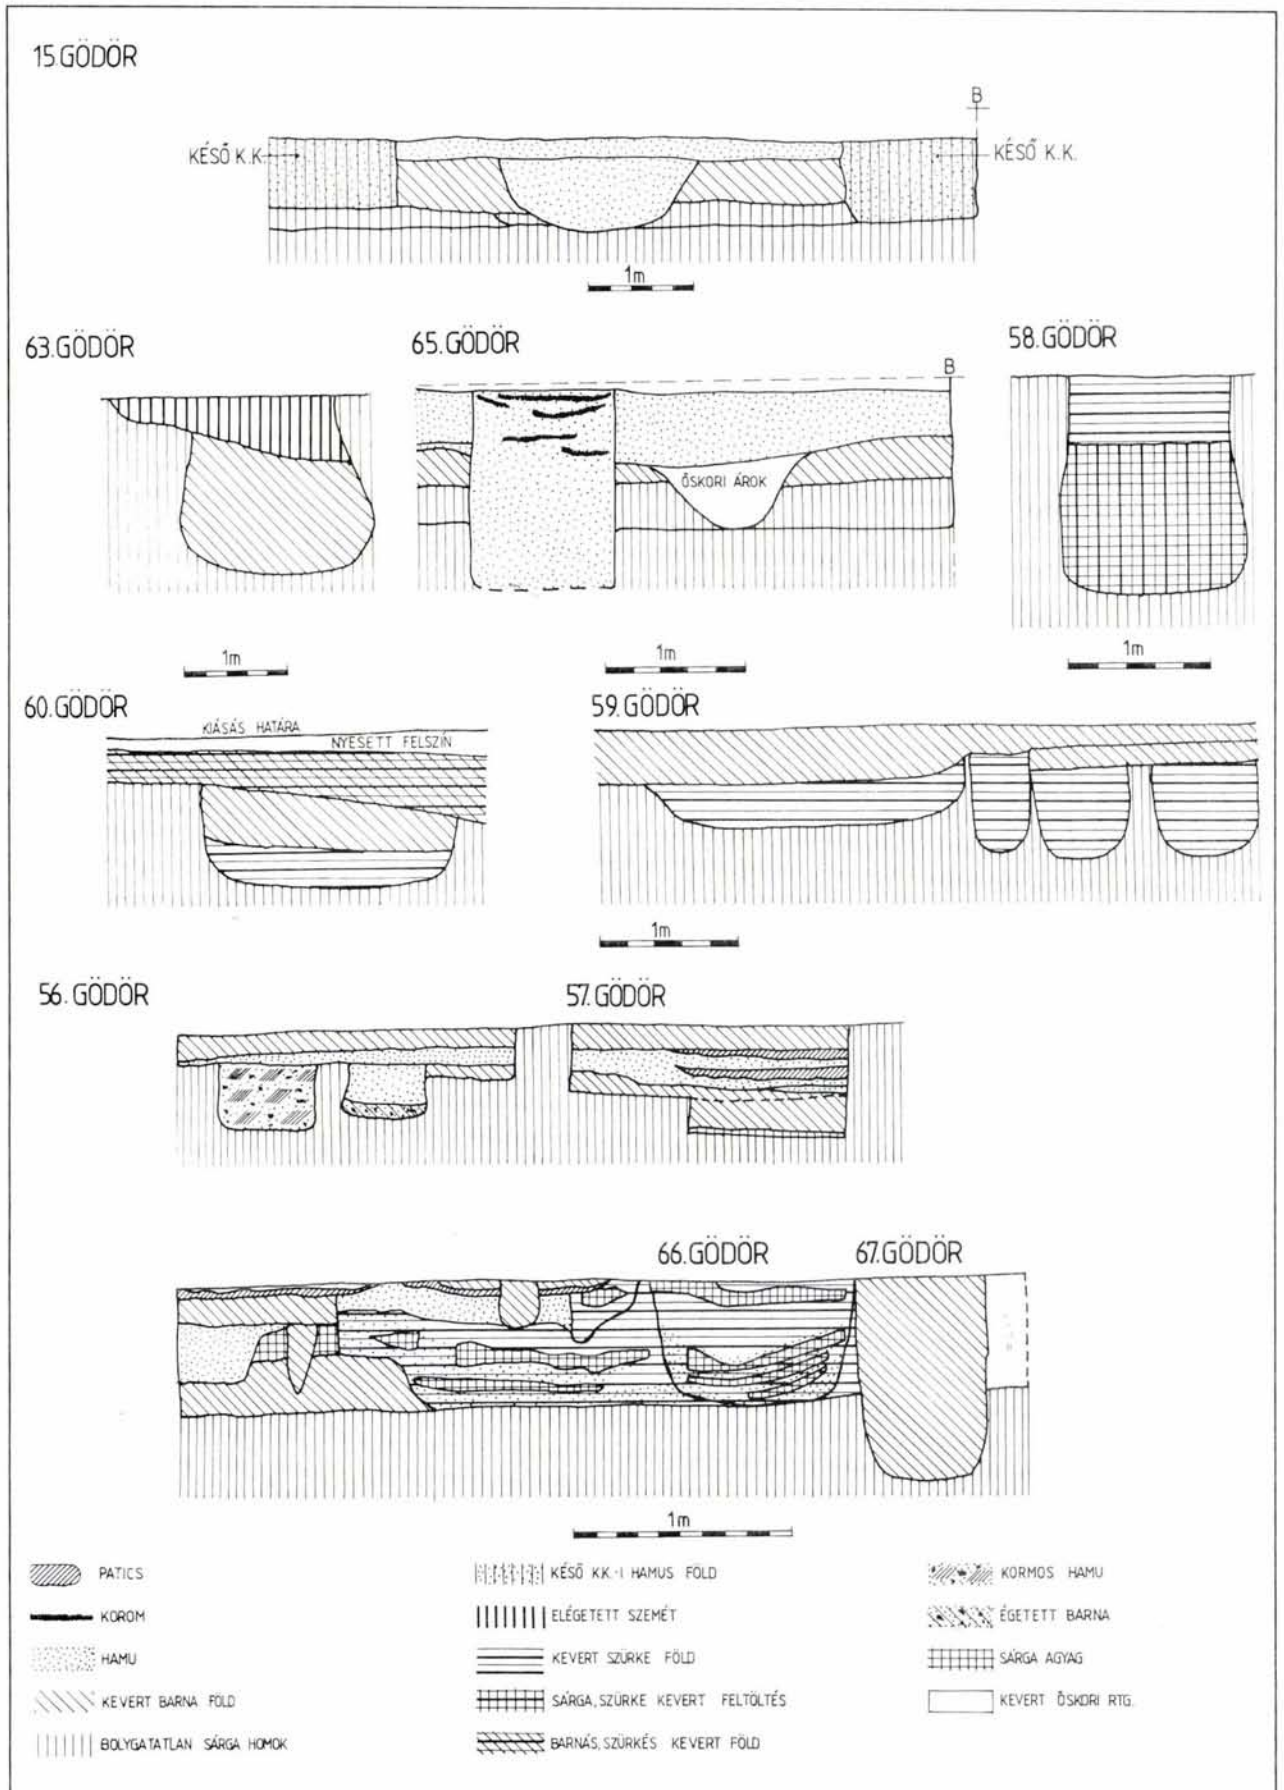 15.GÖDÖR
B
KÉSŐ K.K
KÉSŐ K.K.
1m
63.GÖDÖR
65.GÖDÖR
58.GÖDÖR
B
ŐSKORI ÁROK
1m
1m
1m
60.GÖDÖR
59.GÖDÖR
KIÁSÁS HATÁRA
NYESETT FELSZÍN
1m
56.GÖDÖR
57.GÖDÖR
66.GÖDÖR
67.GÖDÖR
1m
PATICS
KÉSŐ K.K.-I HAMUS FÖLD
KORMOS HAMU
KOROM
ELÉGETETT SZEMÉT
ÉGETETT BARNA
HAMU
KEVERT SZÜRKE FÖLD
SÁRGA AGYAG
KEVERT BARNA FÖLD
SÁRGA, SZÜRKE KEVERT FELTÖLTÉS
KEVERT ŐSKORI RTG.
BOLYGATATLAN SÁRGA HOMOK
BARNÁS, SZÜRKÉS KEVERT FÖLD